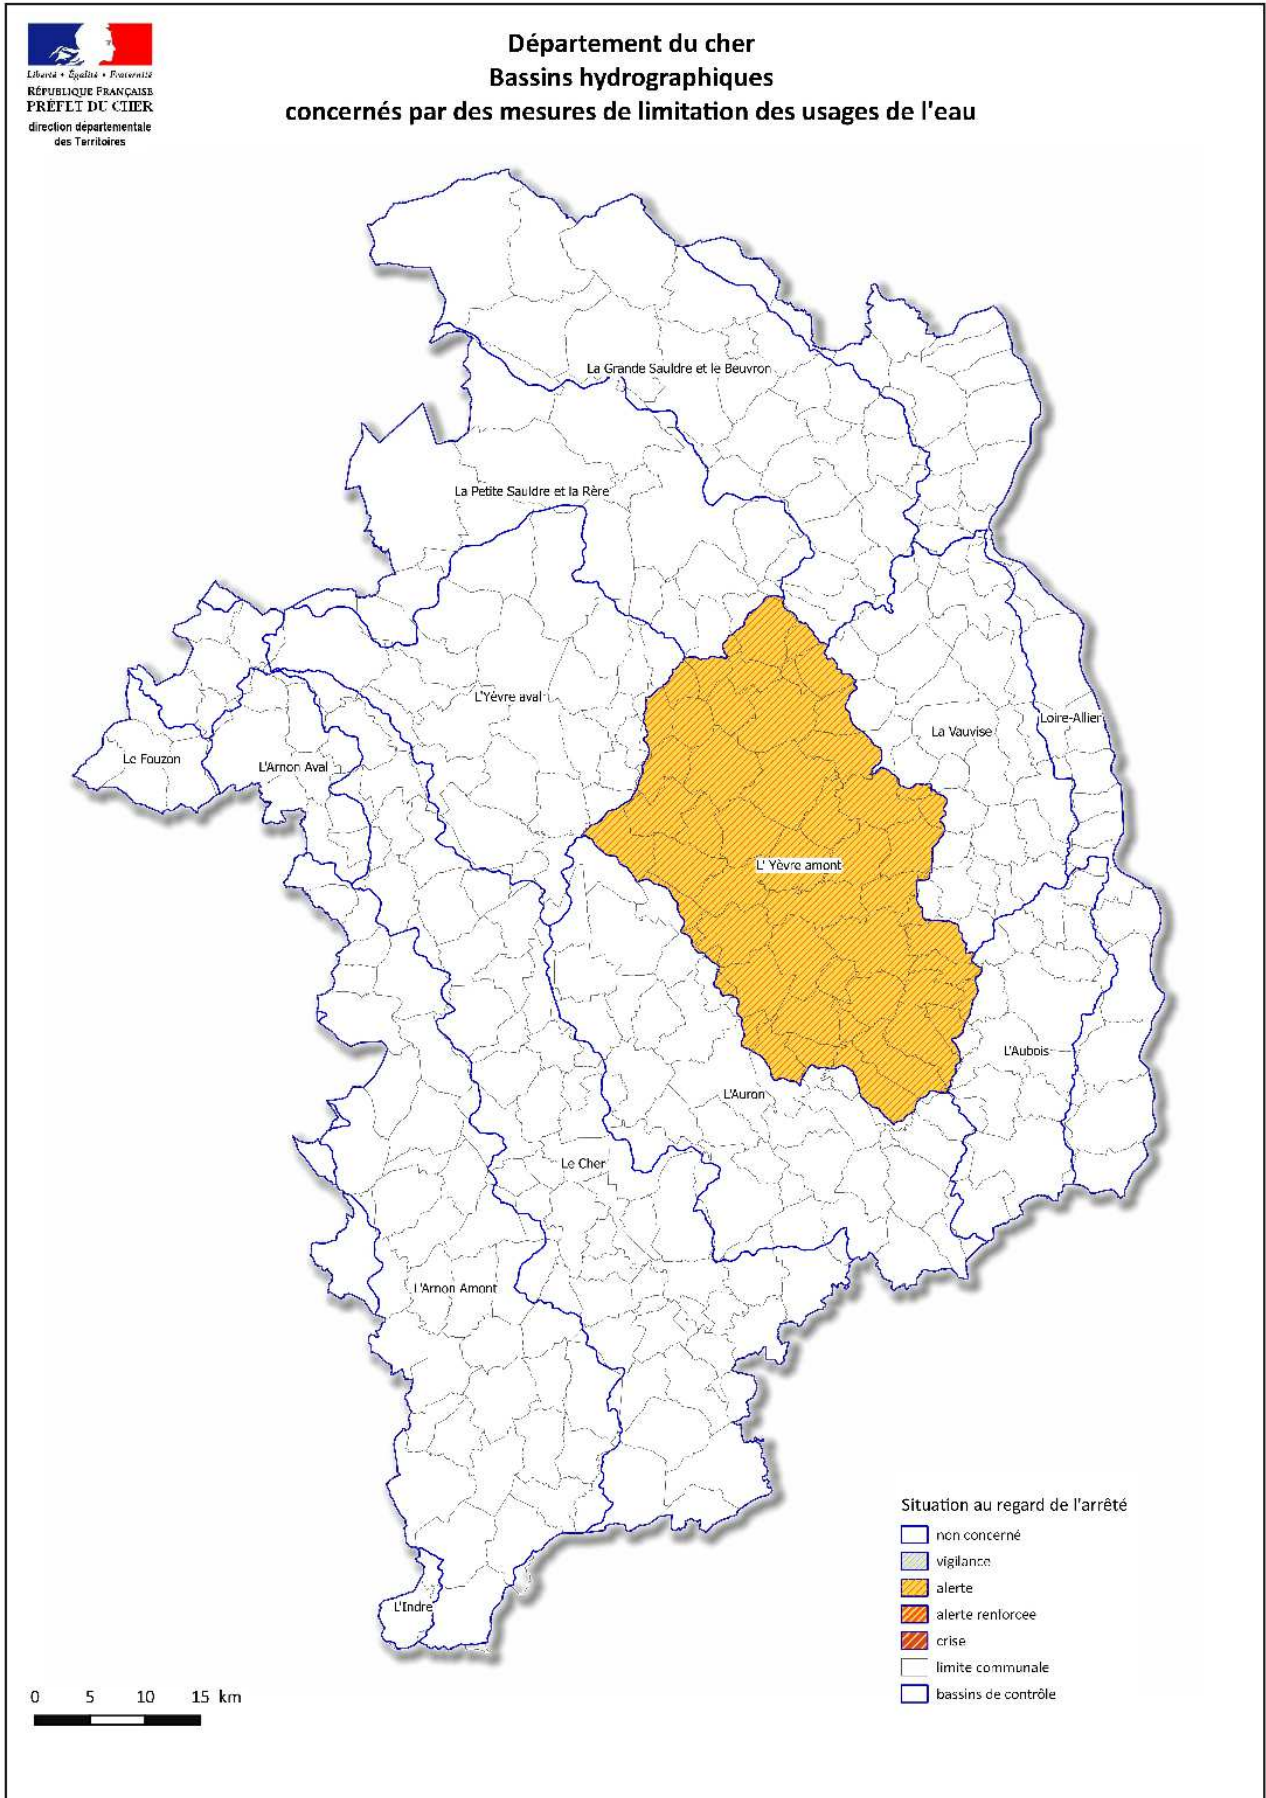 Liberté • Égalité • Fraternité
RÉPUBLIQUE FRANÇAISE
PRÉFET DU CHER
direction départementale
des Territoires
Département du cher
Bassins hydrographiques
concernés par des mesures de limitation des usages de l'eau
La Grande Sauldre et le Beuvron
La Petite Sauldre et la Rère
L'Yèvre aval
Loire-Allier
La Vauvise
Le Fouzon
L'Arnon Aval
L' Yèvre amont
L'Aubois
L'Auron
Le Cher
L'Arnon Amont
L'Indre
Situation au regard de l'arrêté
non concerné
vigilance
alerte
alerte renforcee
crise
limite communale
bassins de contrôle
0 5 10 15 km